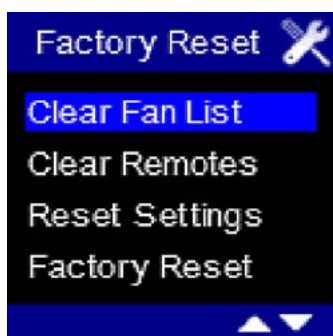 Factory Reset
Clear Fan List
Clear Remotes
Reset Settings
Factory Reset